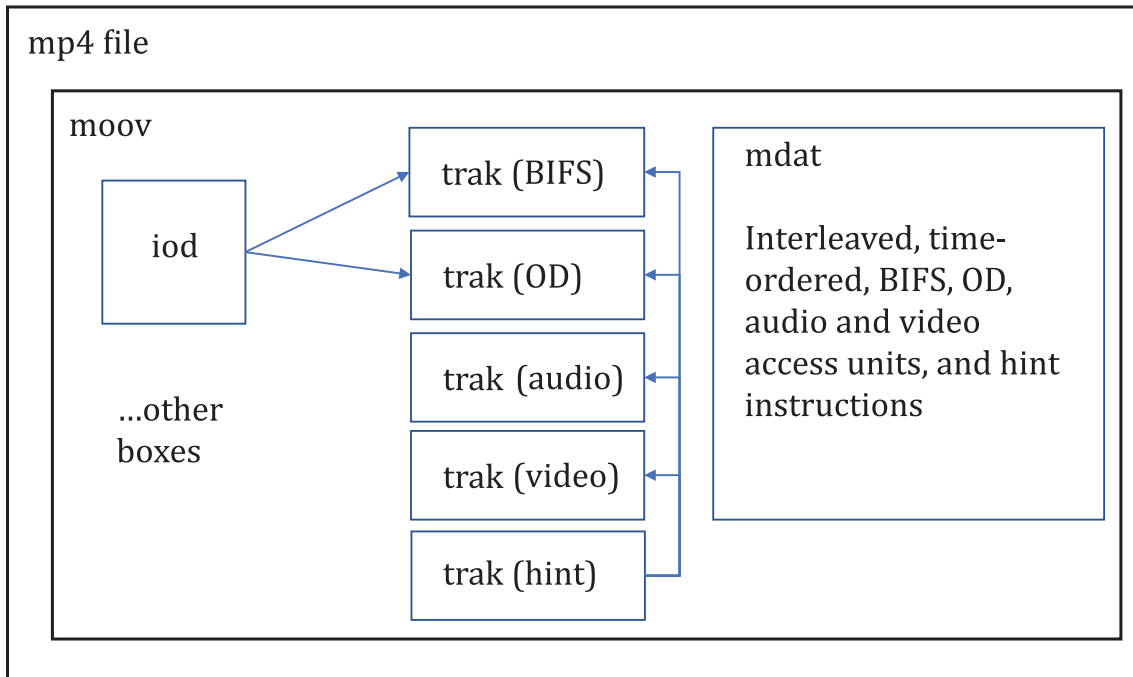 mp4 file
moov
iod
…other
boxes
trak (BIFS)
trak (OD)
trak (audio)
trak (video)
trak (hint)
mdat
Interleaved, time-
ordered, BIFS, OD,
audio and video
access units, and hint
instructions